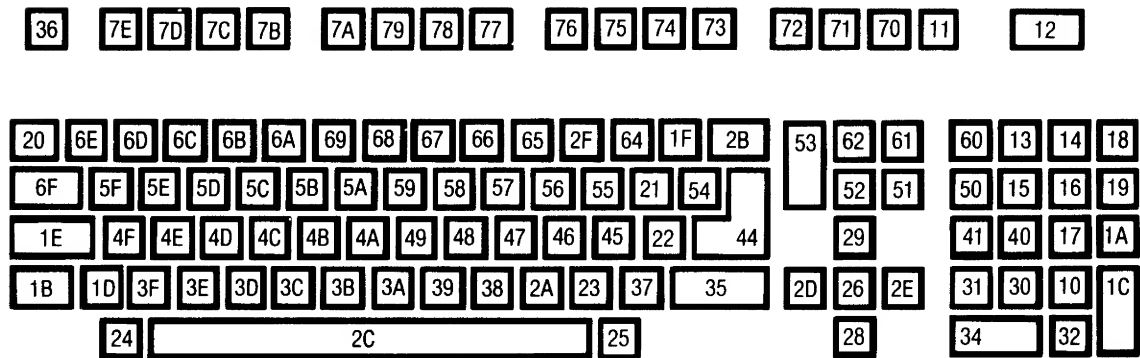 36 7E 7D 7C 7B 7A 79 78 77 76 75 74 73 72 71 70 11 12
20 6E 6D 6C 6B 6A 69 68 67 66 65 2F 64 1F 2B 53 62 61 60 13 14 18
6F 5F 5E 5D 5C 5B 5A 59 58 57 56 55 21 54 52 51 50 15 16 19
1E 4F 4E 4D 4C 4B 4A 49 48 47 46 45 22 44 29 41 40 17 1A
1B 1D 3F 3E 3D 3C 3B 3A 39 38 2A 23 37 35 2D 26 2E 31 30 10 1C
24 2C 25 28 34 32